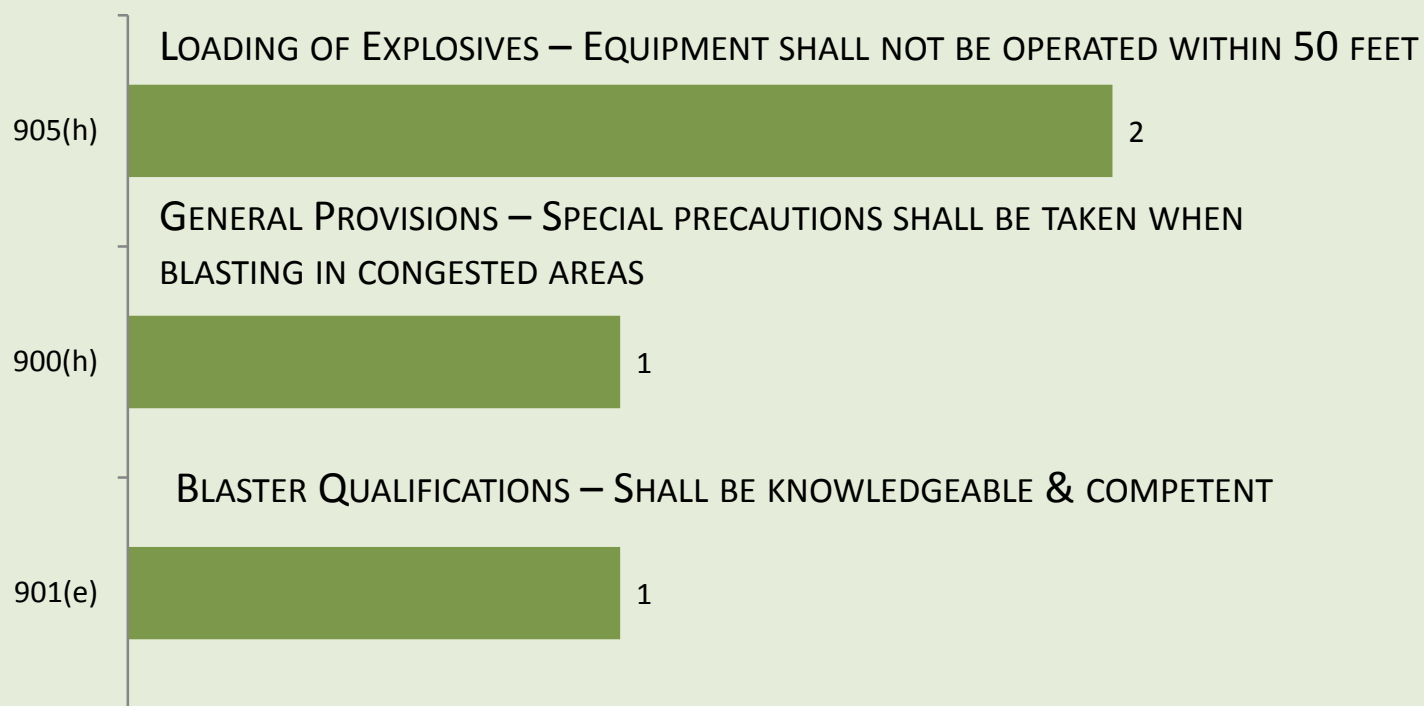 LOADING OF EXPLOSIVES – EQUIPMENT SHALL NOT BE OPERATED WITHIN 50 FEET
905(h)
2
GENERAL PROVISIONS – SPECIAL PRECAUTIONS SHALL BE TAKEN WHEN
BLASTING IN CONGESTED AREAS
900(h)
1
BLASTER QUALIFICATIONS – SHALL BE KNOWLEDGEABLE & COMPETENT
901(e)
1